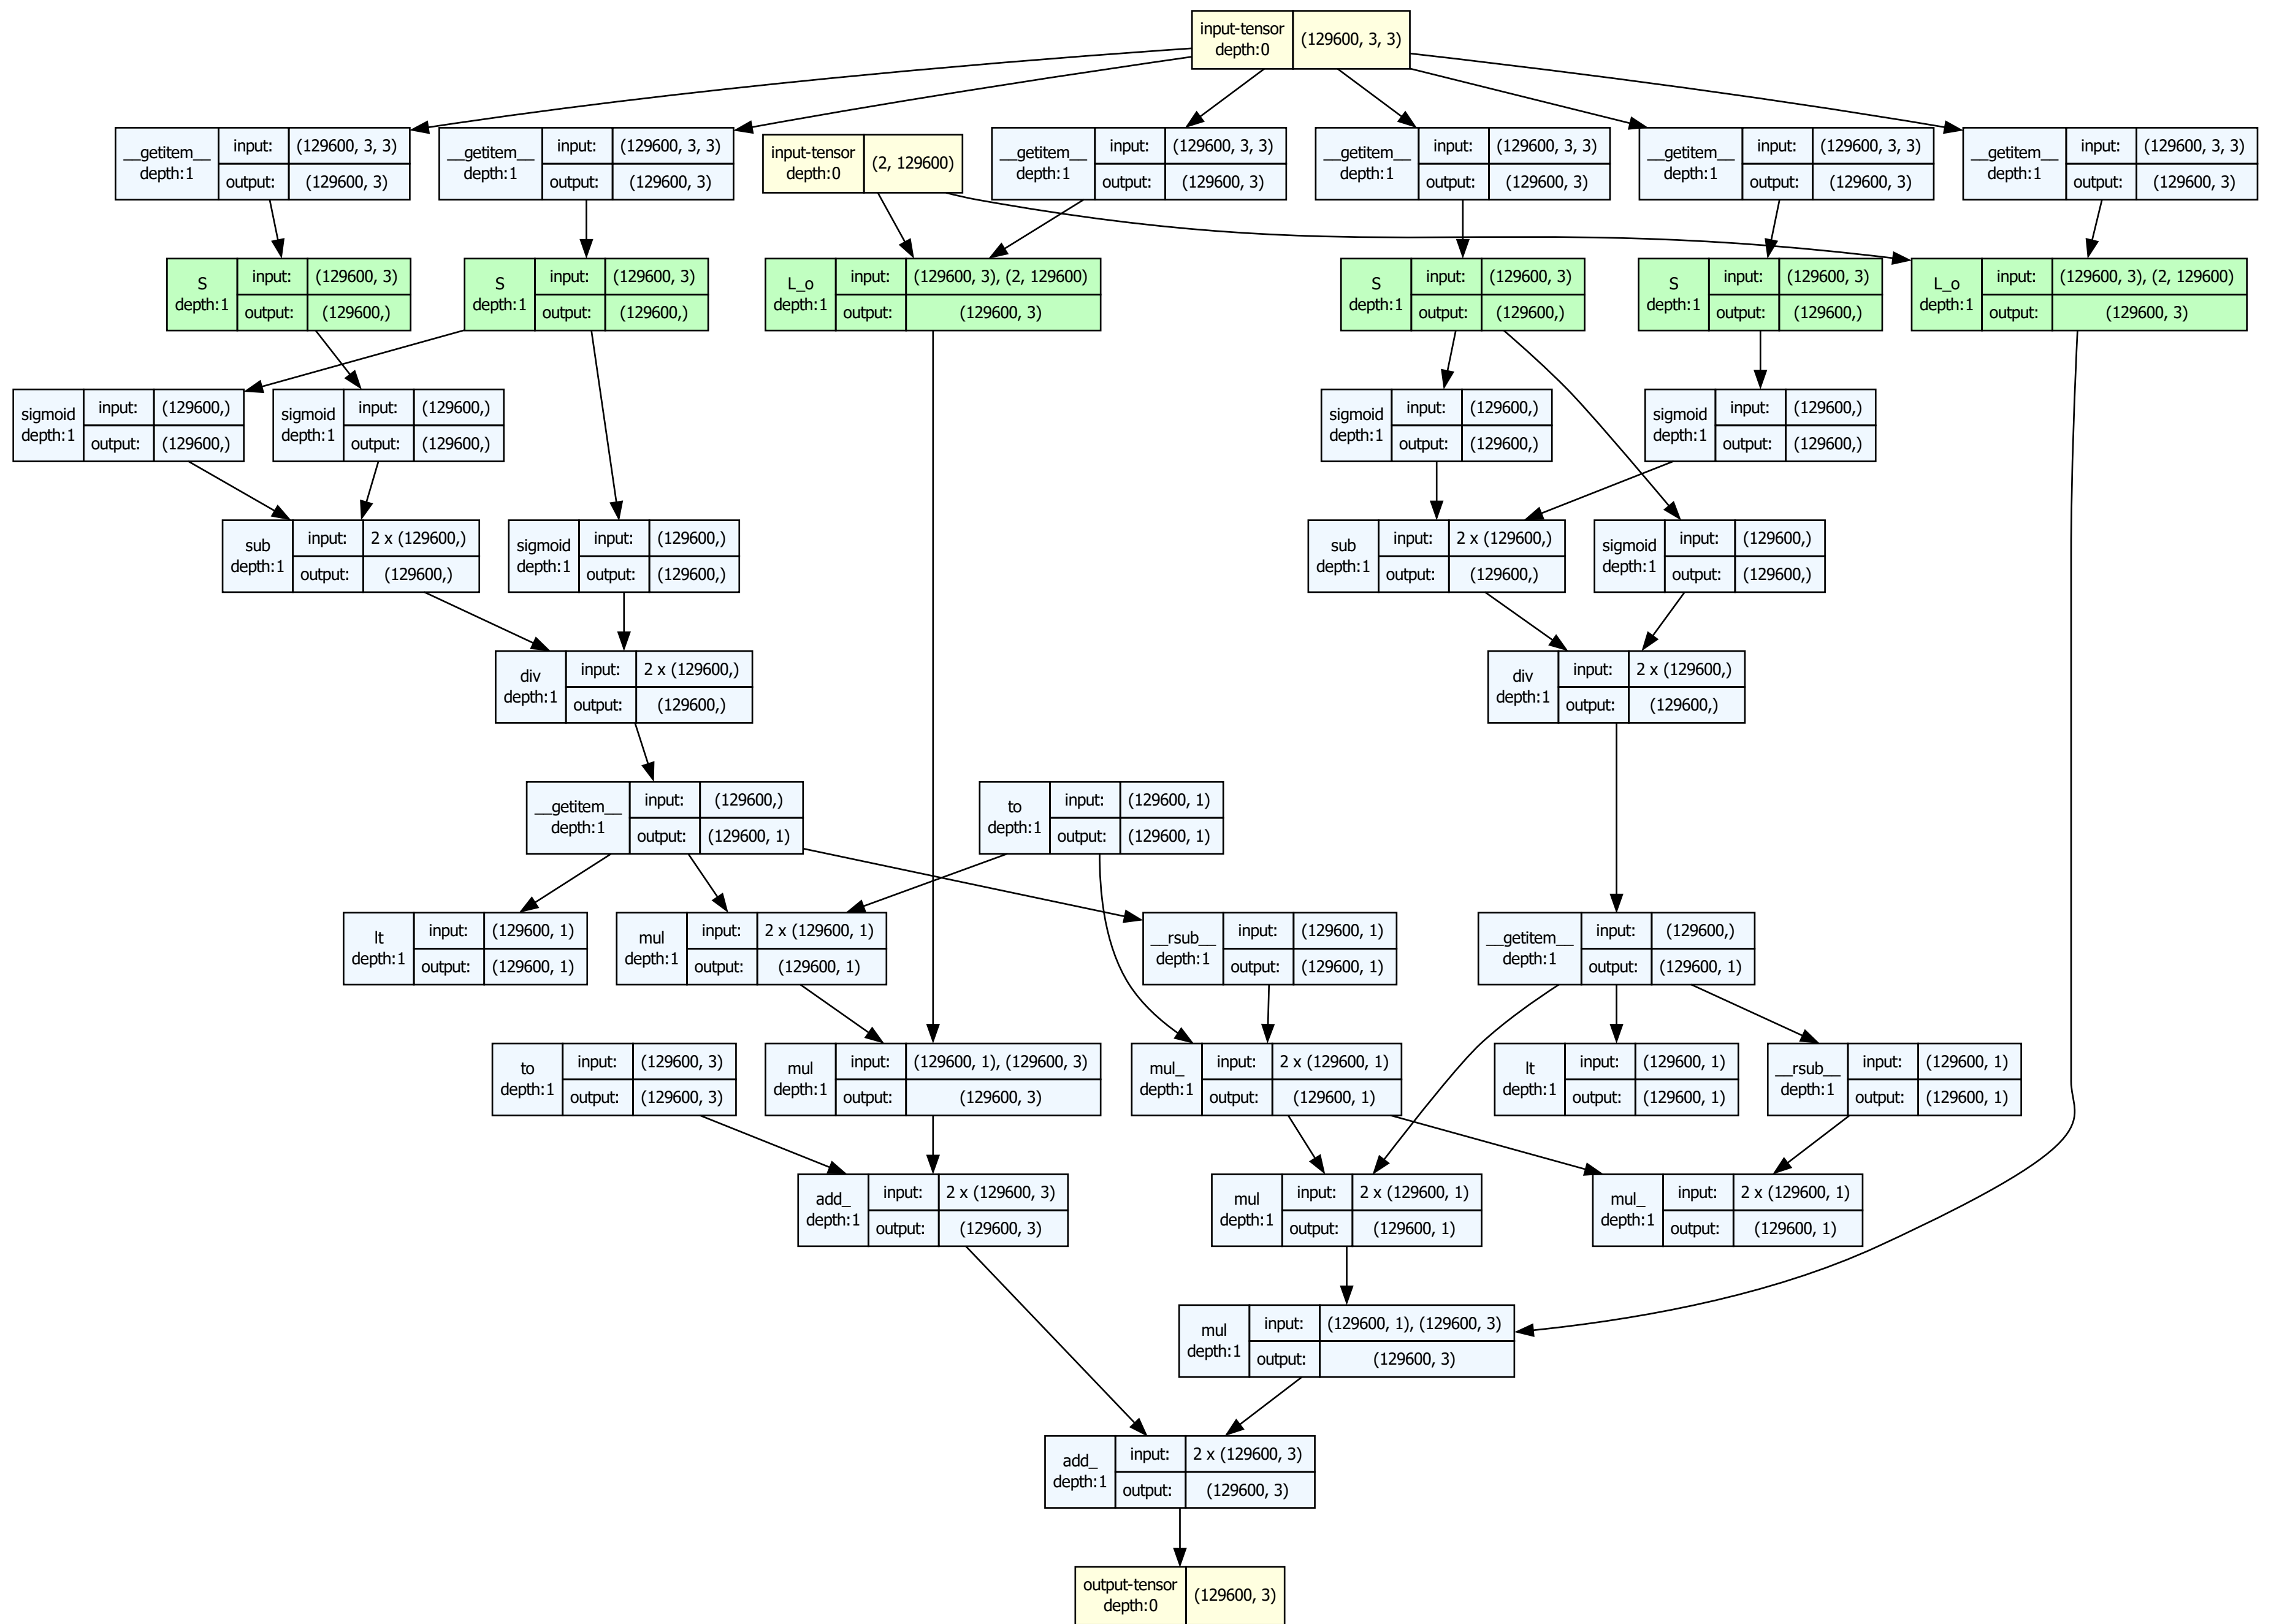 input-tensor
depth:0
(129600, 3, 3)
__getitem__
depth:1
input:
(129600, 3, 3)
output:
(129600, 3)
__getitem__
depth:1
input:
(129600, 3, 3)
output:
(129600, 3)
input-tensor
depth:0
(2, 129600)
__getitem__
depth:1
input:
(129600, 3, 3)
output:
(129600, 3)
__getitem__
depth:1
input:
(129600, 3, 3)
output:
(129600, 3)
__getitem__
depth:1
input:
(129600, 3, 3)
output:
(129600, 3)
__getitem__
depth:1
input:
(129600, 3, 3)
output:
(129600, 3)
S
depth:1
input:
(129600, 3)
output:
(129600,)
S
depth:1
input:
(129600, 3)
output:
(129600,)
L_o
depth:1
input:
(129600, 3), (2, 129600)
output:
(129600, 3)
S
depth:1
input:
(129600, 3)
output:
(129600,)
S
depth:1
input:
(129600, 3)
output:
(129600,)
L_o
depth:1
input:
(129600, 3), (2, 129600)
output:
(129600, 3)
sigmoid
depth:1
input:
(129600,)
output:
(129600,)
sigmoid
depth:1
input:
(129600,)
output:
(129600,)
sigmoid
depth:1
input:
(129600,)
output:
(129600,)
sigmoid
depth:1
input:
(129600,)
output:
(129600,)
sub
depth:1
input:
2 x (129600,)
output:
(129600,)
sigmoid
depth:1
input:
(129600,)
output:
(129600,)
sub
depth:1
input:
2 x (129600,)
output:
(129600,)
sigmoid
depth:1
input:
(129600,)
output:
(129600,)
div
depth:1
input:
2 x (129600,)
output:
(129600,)
div
depth:1
input:
2 x (129600,)
output:
(129600,)
__getitem__
depth:1
input:
(129600,)
output:
(129600, 1)
to
depth:1
input:
(129600, 1)
output:
(129600, 1)
lt
depth:1
input:
(129600, 1)
output:
(129600, 1)
mul
depth:1
input:
2 x (129600, 1)
output:
(129600, 1)
__rsub__
depth:1
input:
(129600, 1)
output:
(129600, 1)
__getitem__
depth:1
input:
(129600,)
output:
(129600, 1)
to
depth:1
input:
(129600, 3)
output:
(129600, 3)
mul
depth:1
input:
(129600, 1), (129600, 3)
output:
(129600, 3)
mul_
depth:1
input:
2 x (129600, 1)
output:
(129600, 1)
lt
depth:1
input:
(129600, 1)
output:
(129600, 1)
__rsub__
depth:1
input:
(129600, 1)
output:
(129600, 1)
add_
depth:1
input:
2 x (129600, 3)
output:
(129600, 3)
mul
depth:1
input:
2 x (129600, 1)
output:
(129600, 1)
mul_
depth:1
input:
2 x (129600, 1)
output:
(129600, 1)
mul
depth:1
input:
(129600, 1), (129600, 3)
output:
(129600, 3)
add_
depth:1
input:
2 x (129600, 3)
output:
(129600, 3)
output-tensor
depth:0
(129600, 3)